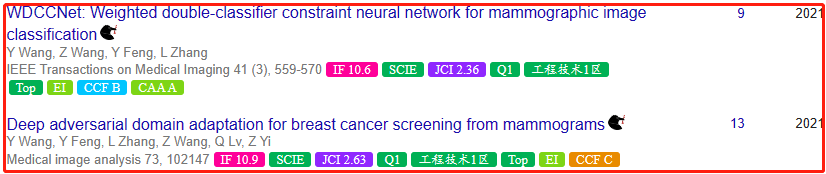 WDCCNet: Weighted double-classifier constraint neural network for mammographic image 9 2021
classification
Y Wang, Z Wang, Y Feng, L Zhang
IEEE Transactions on Medical Imaging 41 (3), 559-570 IF 10.6 SCIE JCI 2.36 Q1 工程技术1区
Top EI CCF B CAA A
Deep adversarial domain adaptation for breast cancer screening from mammograms 13 2021
Y Wang, Y Feng, L Zhang, Z Wang, Q Lv, Z Yi
Medical image analysis 73, 102147 IF 10.9 SCIE JCI 2.63 Q1 工程技术1区 Top EI CCF C